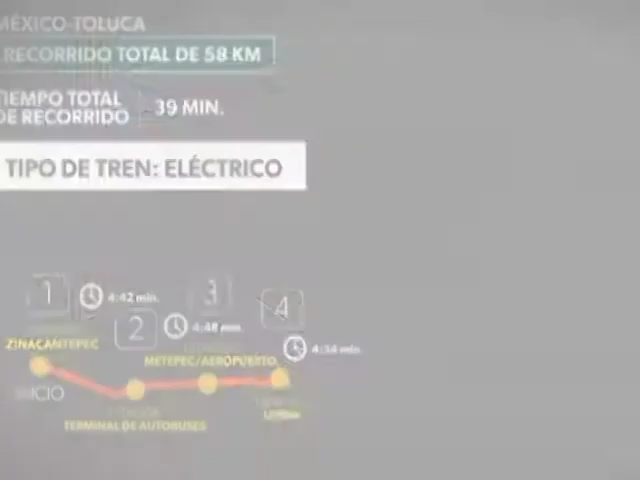 MÉXICO-TOLUCA
RECORRIDO TOTAL DE 58 KM
TIEMPO TOTAL
DE RECORRIDO
39 MIN.
TIPO DE TREN: ELÉCTRICO
1
4:42 min.
3
2
4:48 min.
4
ZINACANTEPEC
METEPEC/AEROPUERTO
4:34 min.
INICIO
TERMINAL DE AUTOBUSES